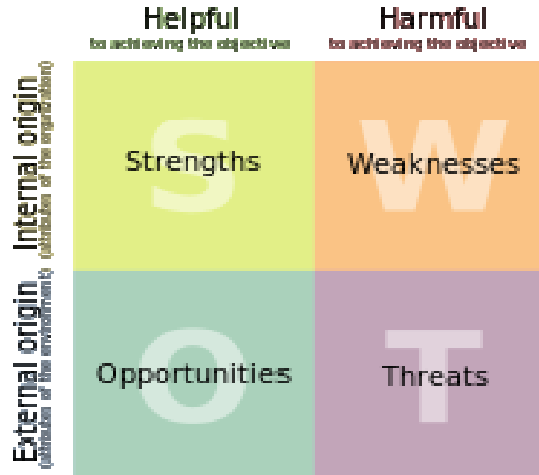 Helpful
to achieving the objective
Harmful
to achieving the objective
Internal origin
(attributes of the organization)
S
Strengths
W
Weaknesses
External origin
(attributes of the environment)
O
Opportunities
T
Threats